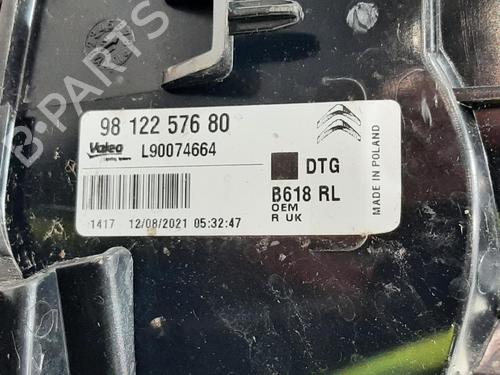 B-PARTS
98 122 576 80
Valeo L90074664
DTG
B618 RL
OEM
R UK
1417 12/08/2021 05:32:47
MADE IN POLAND